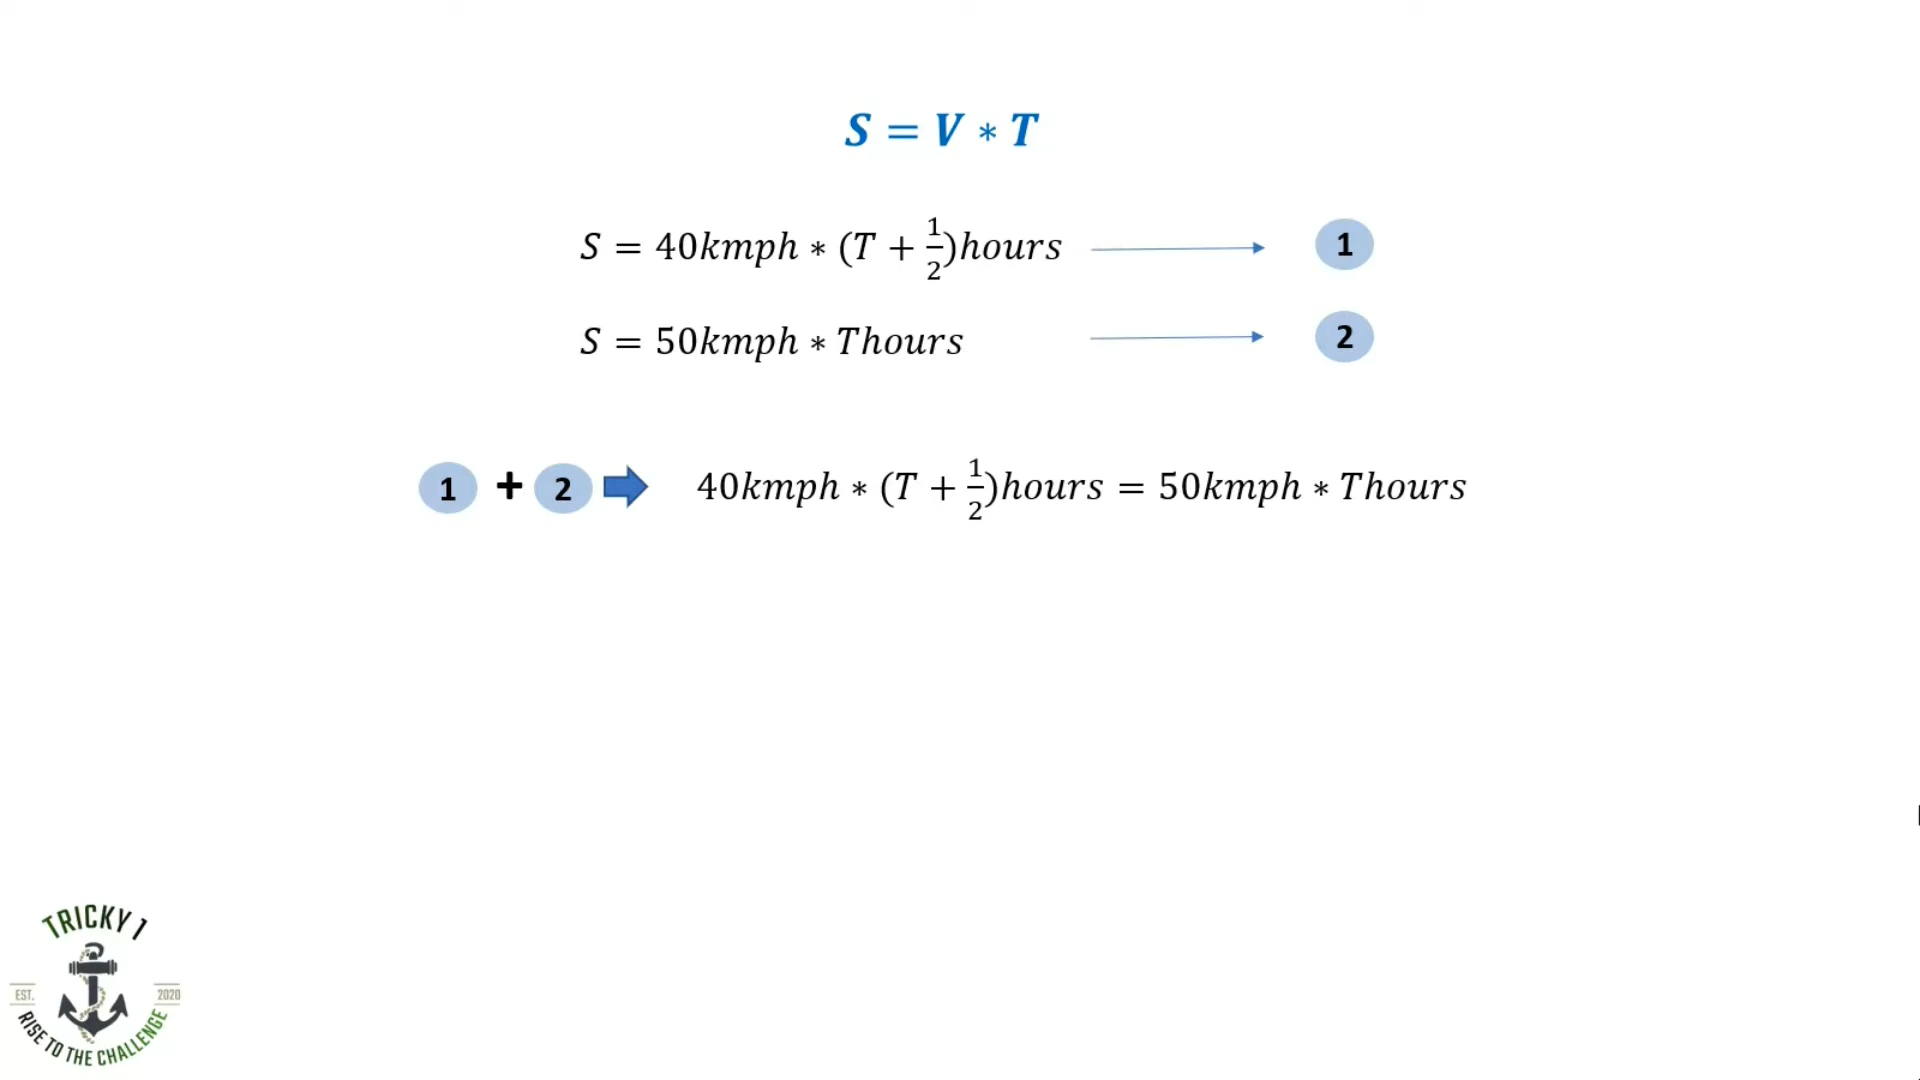 S = V * T
S = 40kmph * (T + 1/2)hours 1
S = 50kmph * Thours 2
1 + 2 40kmph * (T + 1/2)hours = 50kmph * Thours
TRICKY 1
EST. 2020
RISE TO THE CHALLENGE